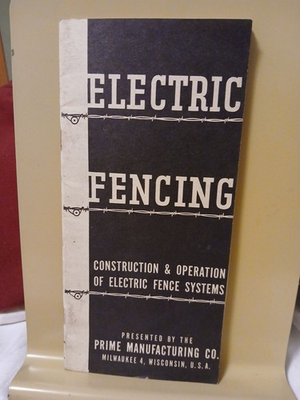 ELECTRIC
FENCING
CONSTRUCTION & OPERATION
OF ELECTRIC FENCE SYSTEMS
PRESENTED BY THE
PRIME MANUFACTURING CO.
MILWAUKEE 4, WISCONSIN, U.S.A.